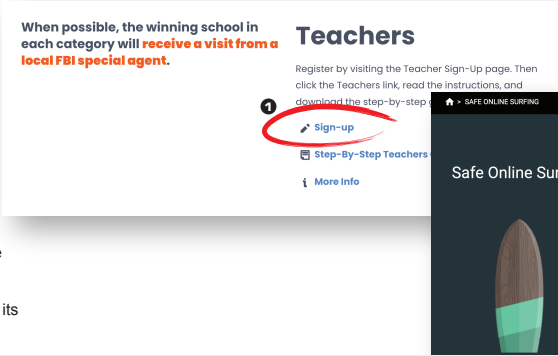 When possible, the winning school in
each category will receive a visit from a
local FBI special agent.
Teachers
Register by visiting the Teacher Sign-Up page. Then
click the Teachers link, read the instructions, and
download the step-by-step
1
Sign-up
Step-By-Step Teachers
More Info
> SAFE ONLINE SURFING
Safe Online Sur
its